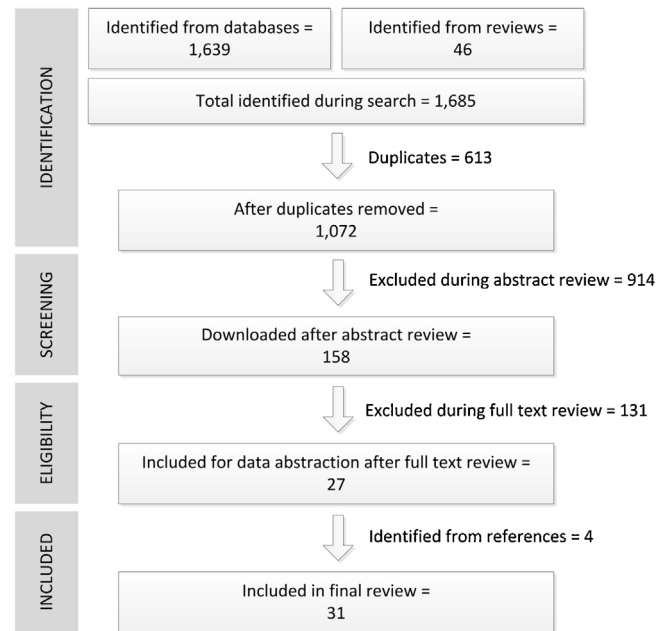 IDENTIFICATION
Identified from databases =
1,639
Identified from reviews =
46
Total identified during search = 1,685
Duplicates = 613
After duplicates removed =
1,072
SCREENING
Excluded during abstract review = 914
Downloaded after abstract review =
158
ELIGIBILITY
Excluded during full text review = 131
Included for data abstraction after full text review =
27
INCLUDED
Identified from references = 4
Included in final review =
31